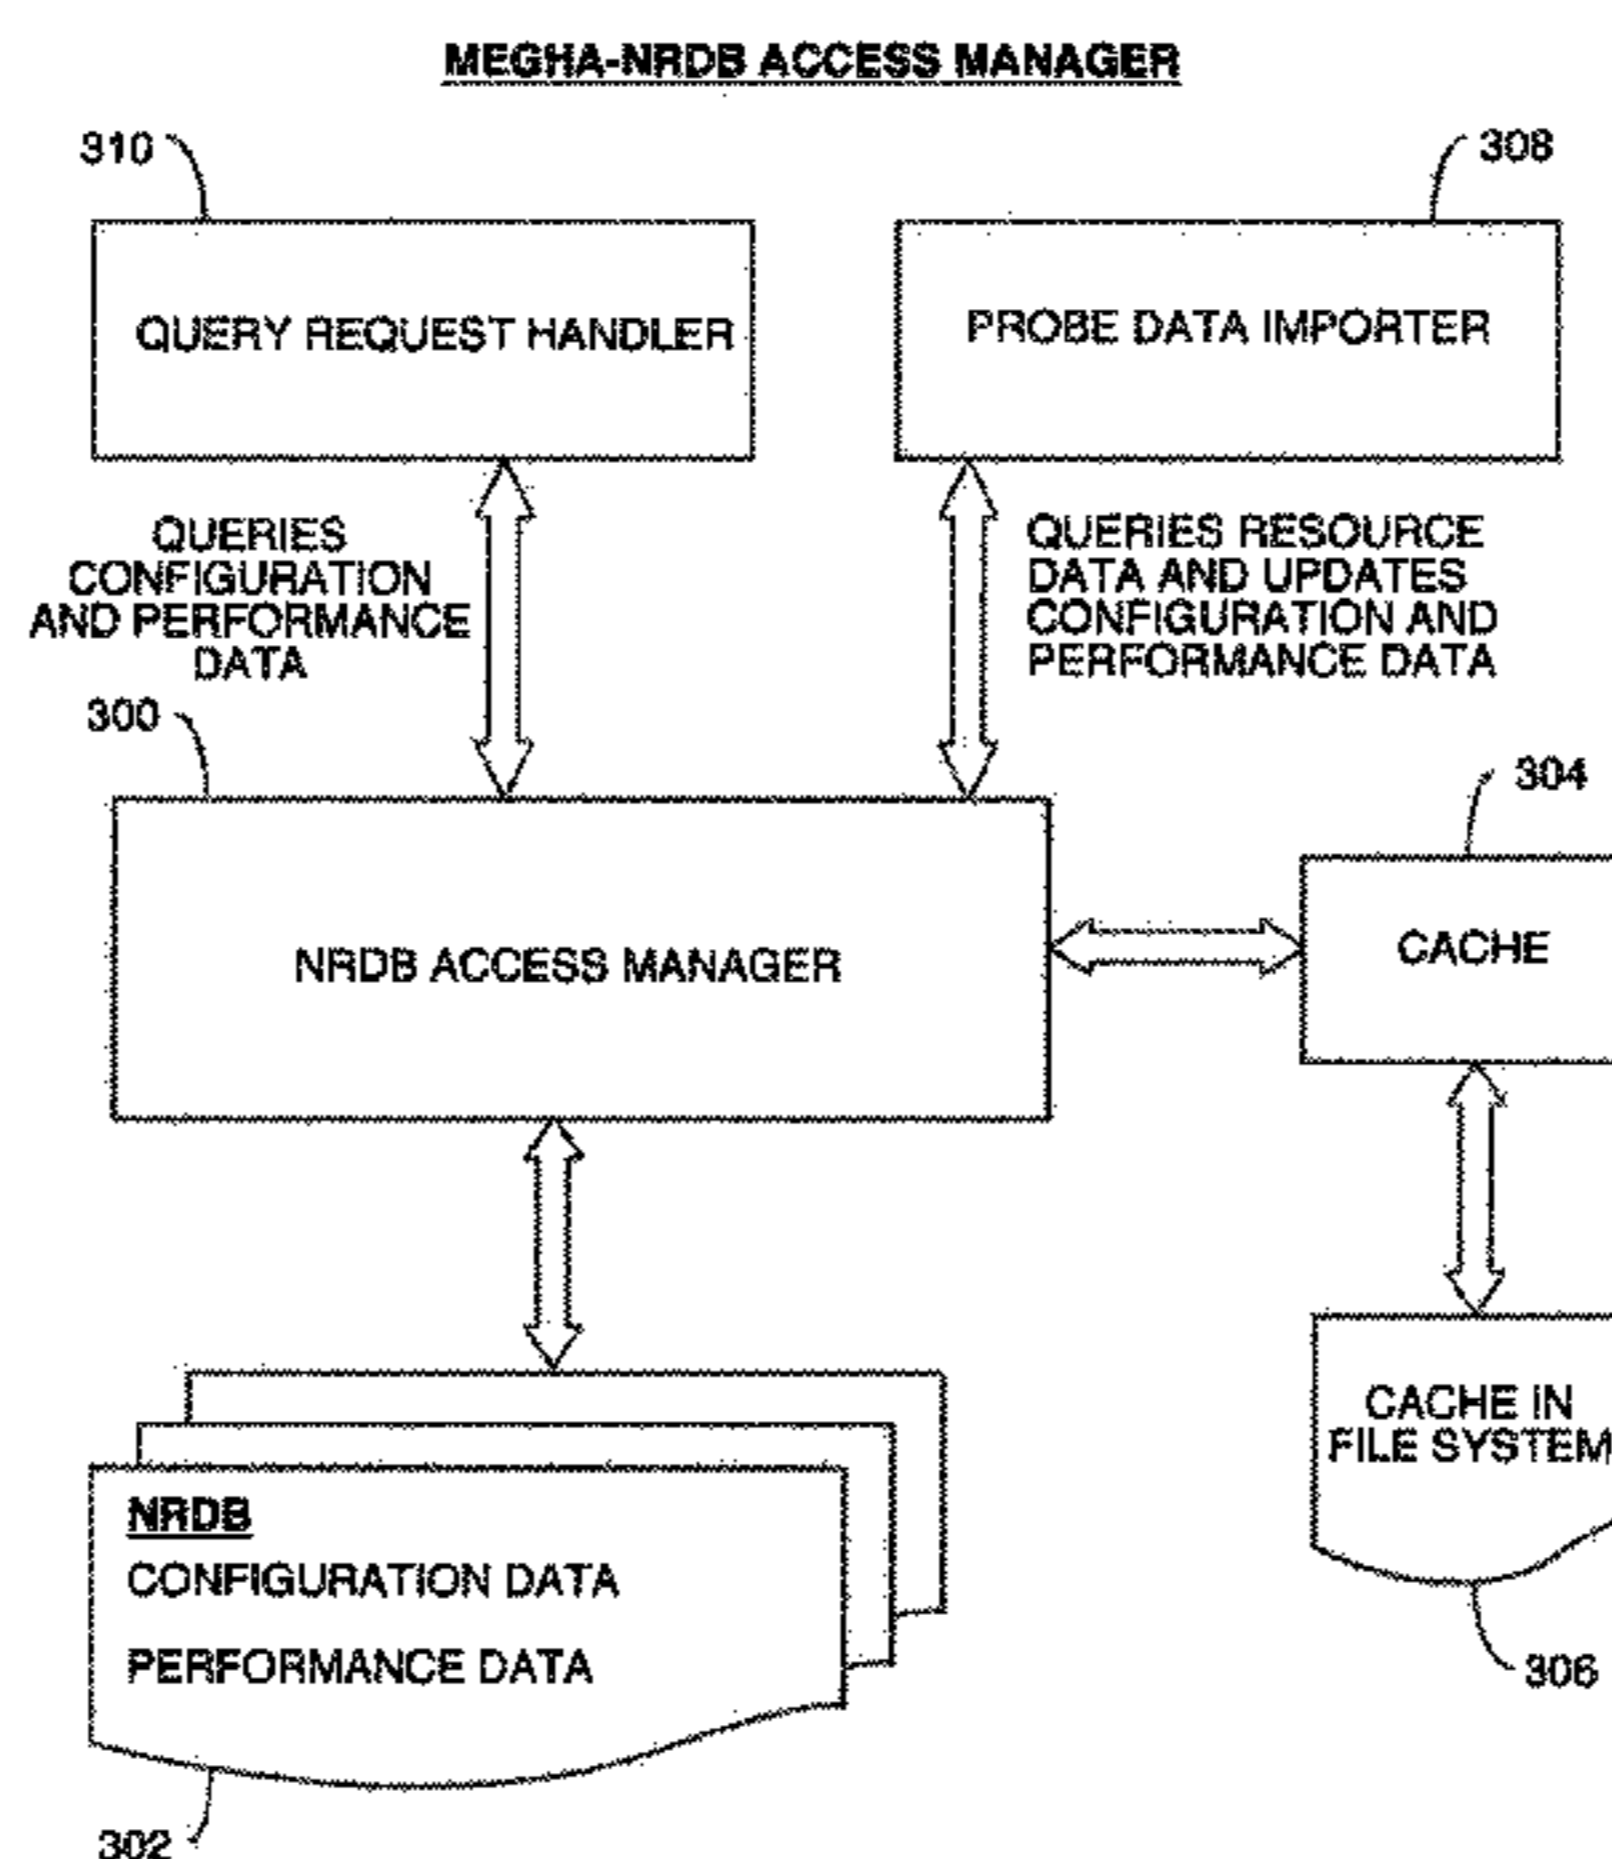 MEGHA-NRDB ACCESS MANAGER
310
308
QUERY REQUEST HANDLER
PROBE DATA IMPORTER
QUERIES
CONFIGURATION
AND PERFORMANCE
DATA
QUERIES RESOURCE
DATA AND UPDATES
CONFIGURATION AND
PERFORMANCE DATA
300
304
NRDB ACCESS MANAGER
CACHE
CACHE IN
FILE SYSTEM
NRDB
CONFIGURATION DATA
PERFORMANCE DATA
306
302